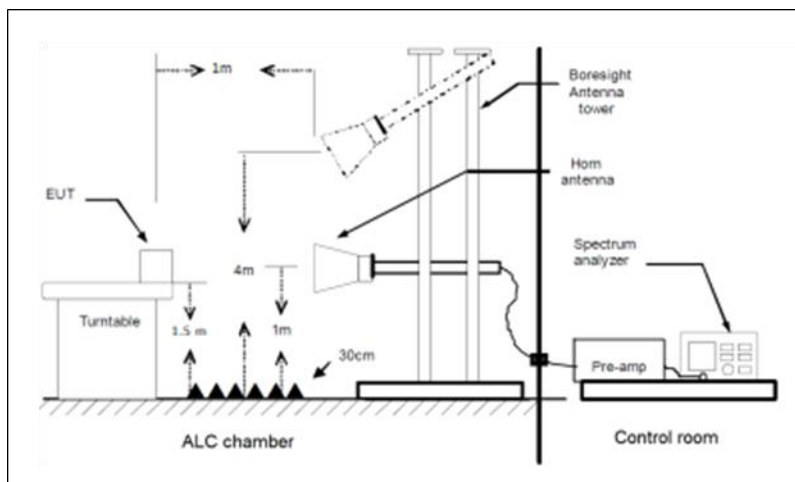 1m
Boresight
Antenna
tower
EUT
Horn
antenna
Spectrum
analyzer
4m
Turntable
1.5 m
1m
30cm
Pre-amp
ALC chamber
Control room